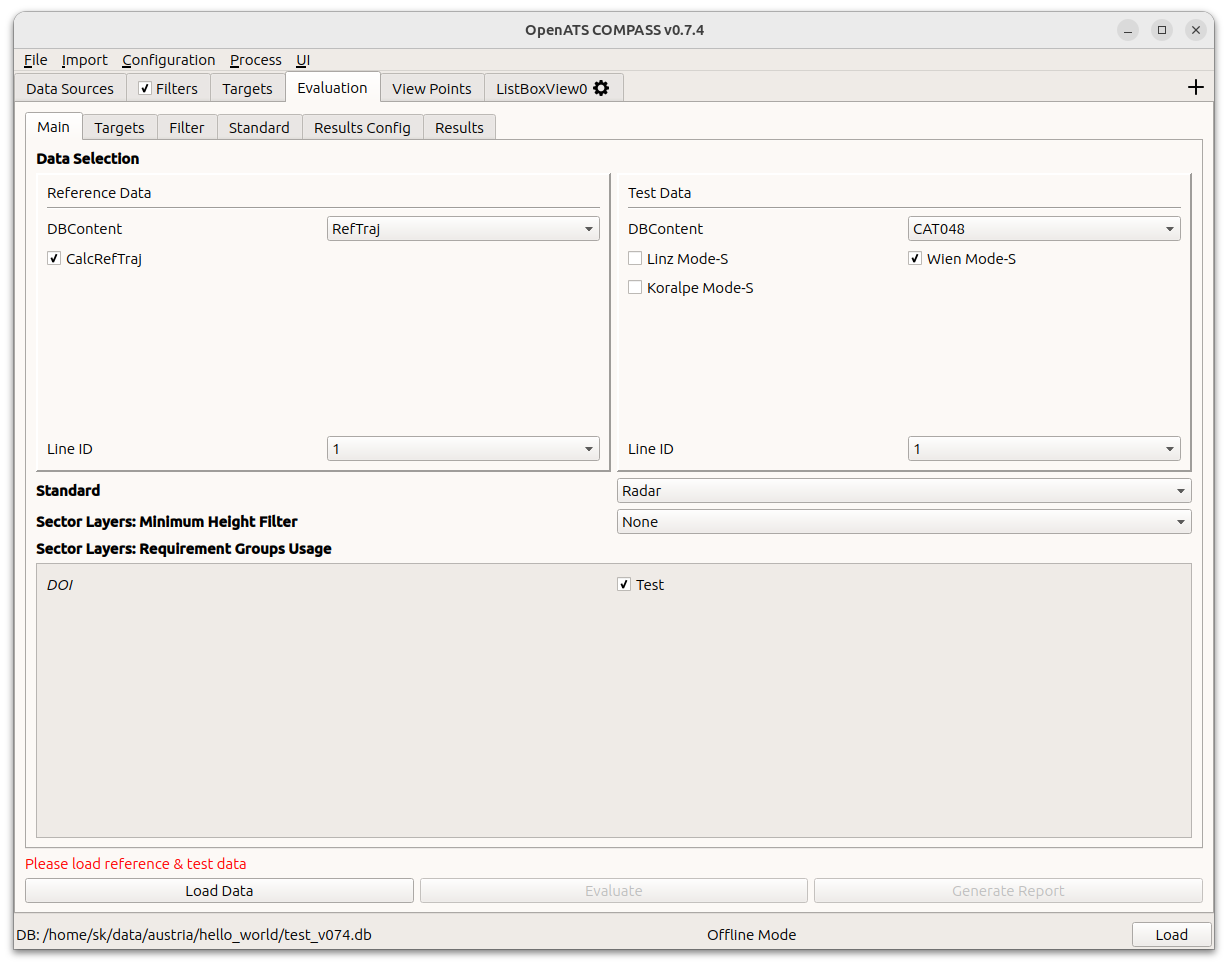 OpenATS COMPASS v0.7.4
File Import Configuration Process UI
Data Sources Filters Targets Evaluation View Points ListBoxView0
Main Targets Filter Standard Results Config Results
Data Selection
Reference Data Test Data
DBContent RefTraj DBContent CAT048
CalcRefTraj Linz Mode-S Wien Mode-S
Koralpe Mode-S
Line ID 1 Line ID 1
Standard Radar
Sector Layers: Minimum Height Filter None
Sector Layers: Requirement Groups Usage
DOI Test
Please load reference & test data
Load Data Evaluate Generate Report
DB: /home/sk/data/austria/hello_world/test_v074.db Offline Mode Load